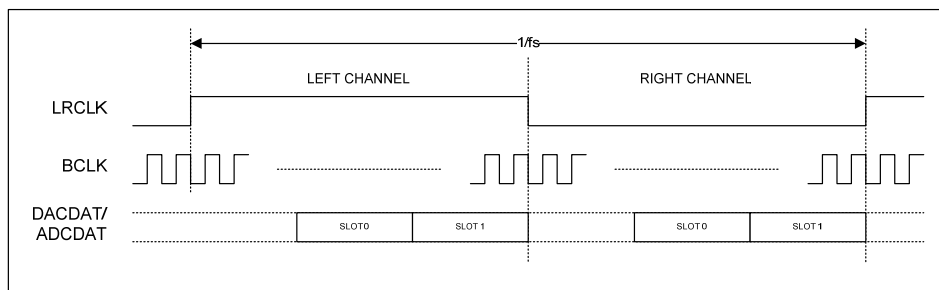 1/fs
LEFT CHANNEL RIGHT CHANNEL
LRCLK
BCLK
DACDAT/
ADCDAT
SLOT0 SLOT 1 SLOT0 SLOT 1